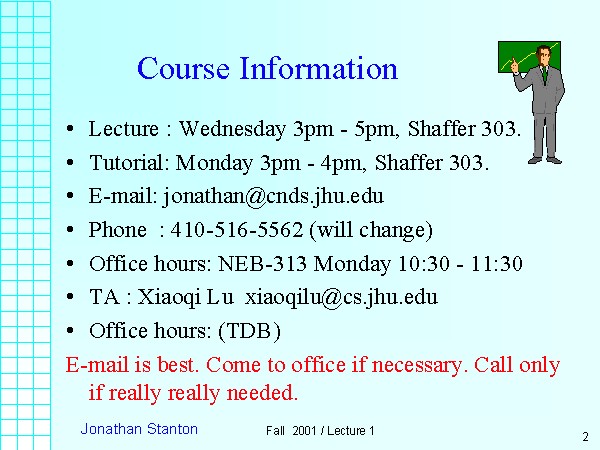 Course Information
• Lecture : Wednesday 3pm - 5pm, Shaffer 303.
• Tutorial: Monday 3pm - 4pm, Shaffer 303.
• E-mail: jonathan@cnds.jhu.edu
• Phone : 410-516-5562 (will change)
• Office hours: NEB-313 Monday 10:30 - 11:30
• TA : Xiaoqi Lu xiaoqilu@cs.jhu.edu
• Office hours: (TDB)
E-mail is best. Come to office if necessary. Call only
if really really needed.
Jonathan Stanton
Fall 2001 / Lecture 1
2